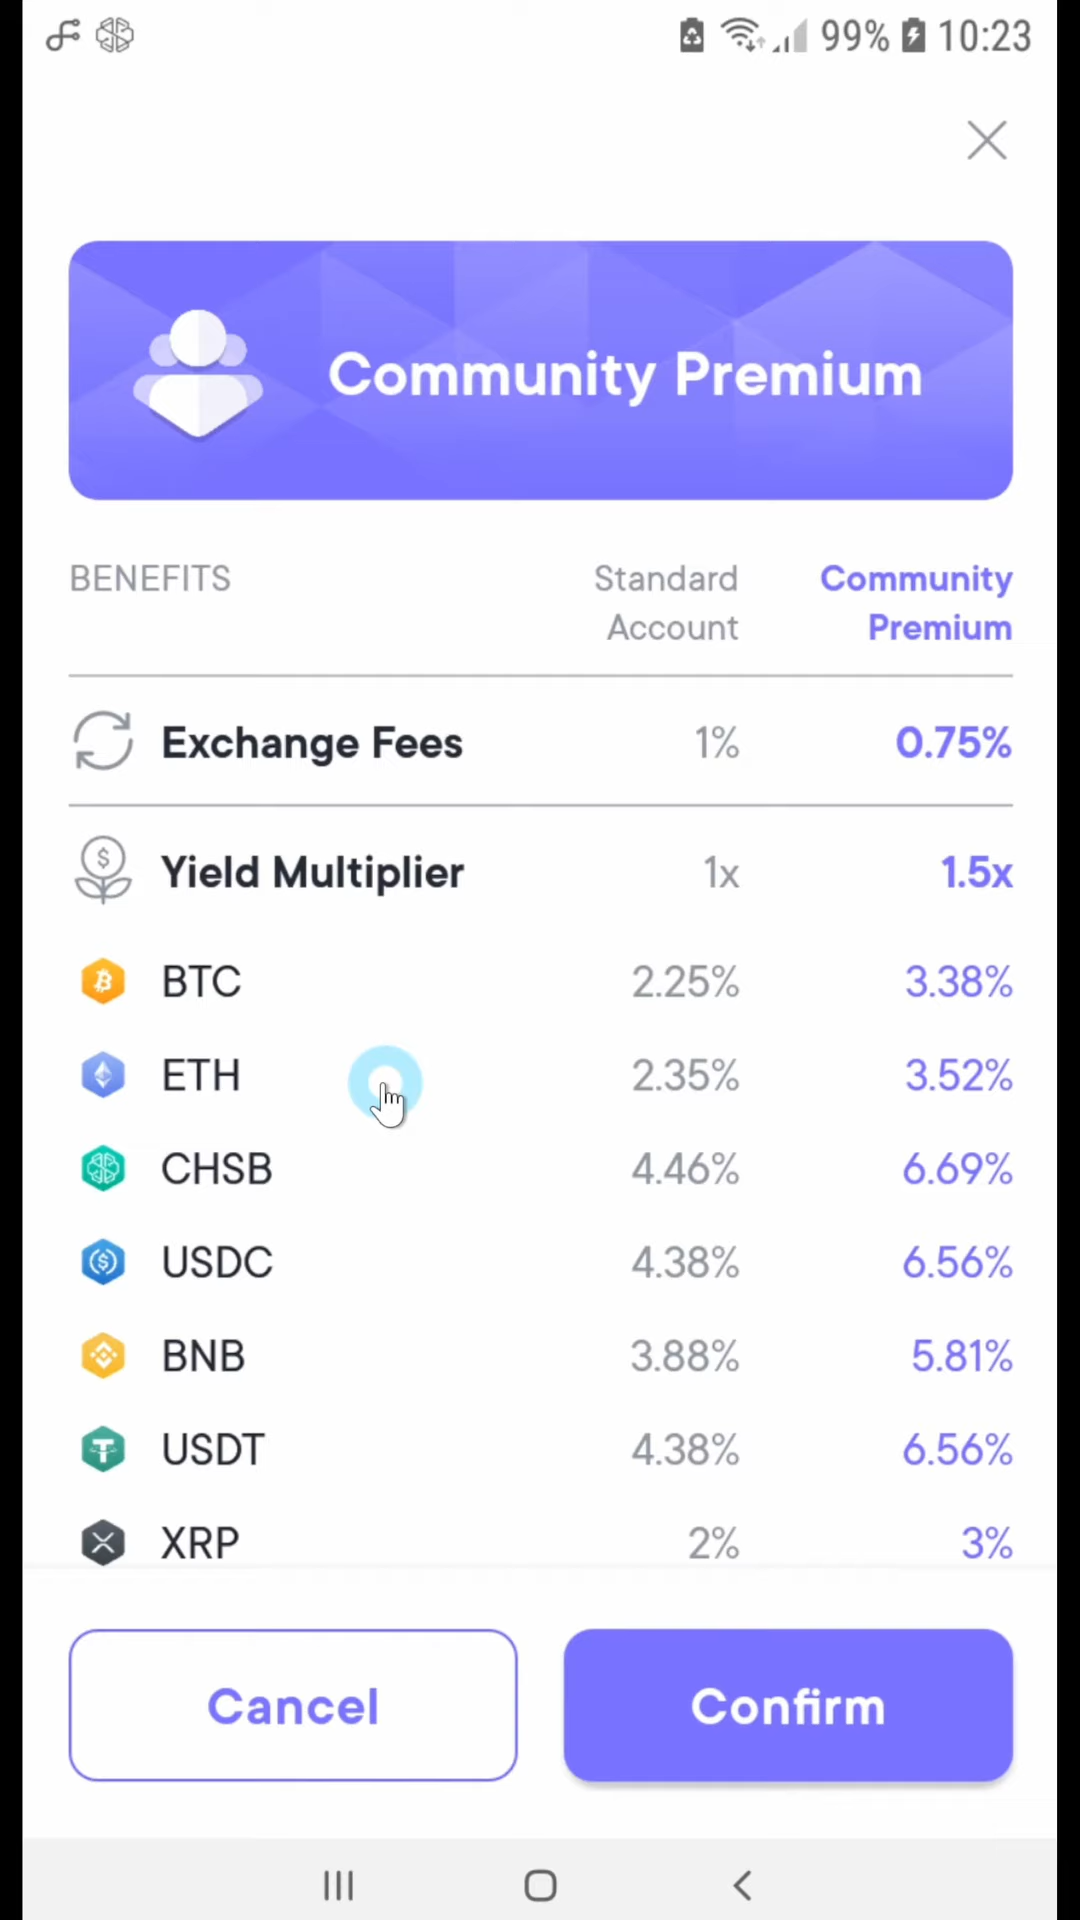 99% 10:23
Community Premium
BENEFITS Standard Account Community Premium
Exchange Fees 1% 0.75%
Yield Multiplier 1x 1.5x
BTC 2.25% 3.38%
ETH 2.35% 3.52%
CHSB 4.46% 6.69%
USDC 4.38% 6.56%
BNB 3.88% 5.81%
USDT 4.38% 6.56%
XRP 2% 3%
Cancel Confirm